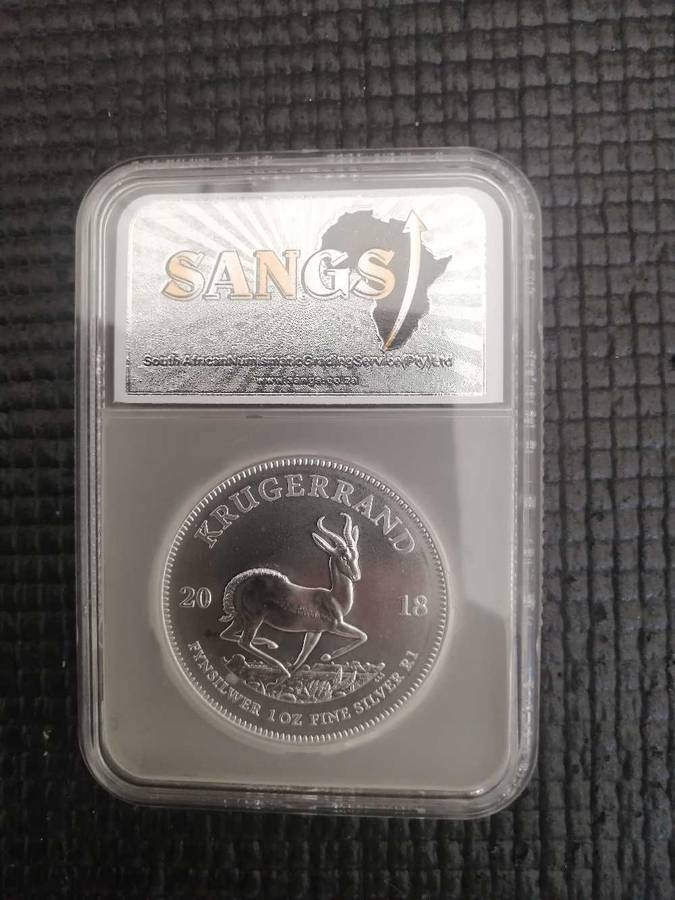 SANGS
South African Numismatic Grading Service (Pty) Ltd
www.sangs.co.za
KRUGERRAND
20 18
FYNSILWER 1 OZ FINE SILVER R1